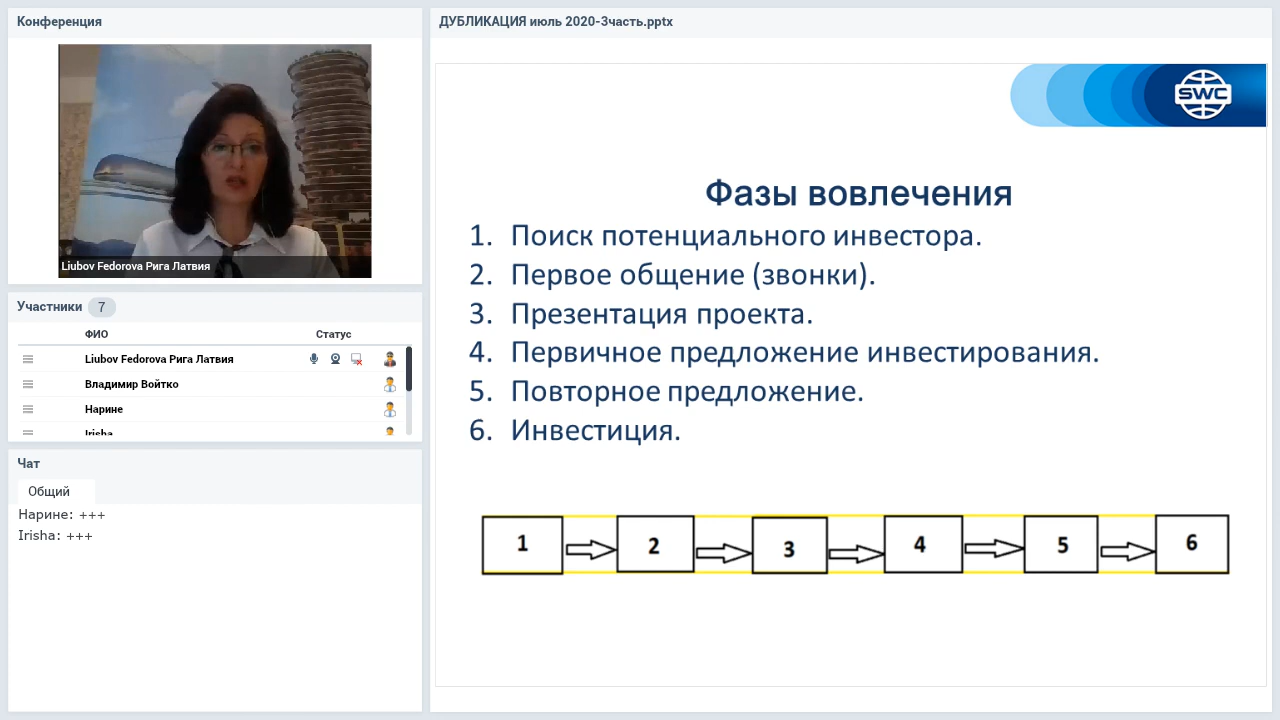 Конференция
Liubov Fedorova Рига Латвия
Участники 7
ФИО Статус
Liubov Fedorova Рига Латвия
Владимир Войтко
Нарине
Irisha
Чат
Общий
Нарине: +++
Irisha: +++
ДУБЛИКАЦИЯ июль 2020-3часть.pptx
SWC
Фазы вовлечения
1. Поиск потенциального инвестора.
2. Первое общение (звонки).
3. Презентация проекта.
4. Первичное предложение инвестирования.
5. Повторное предложение.
6. Инвестиция.
1 2 3 4 5 6